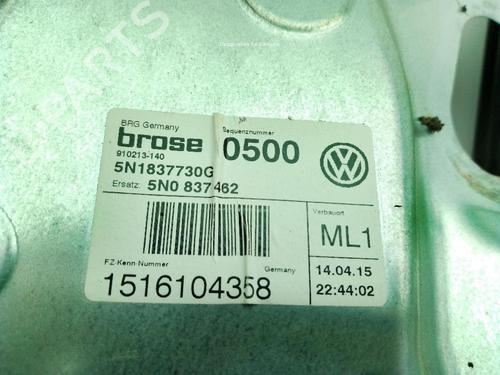 PARTS
BRG Germany
brose
910213-140
Sequenznummer
0500
5N1837730G
Ersatz: 5N0 837462
Verbauort
ML1
FZ-Kenn-Nummer
Germany
1516104358
14.04.15
22:44:02